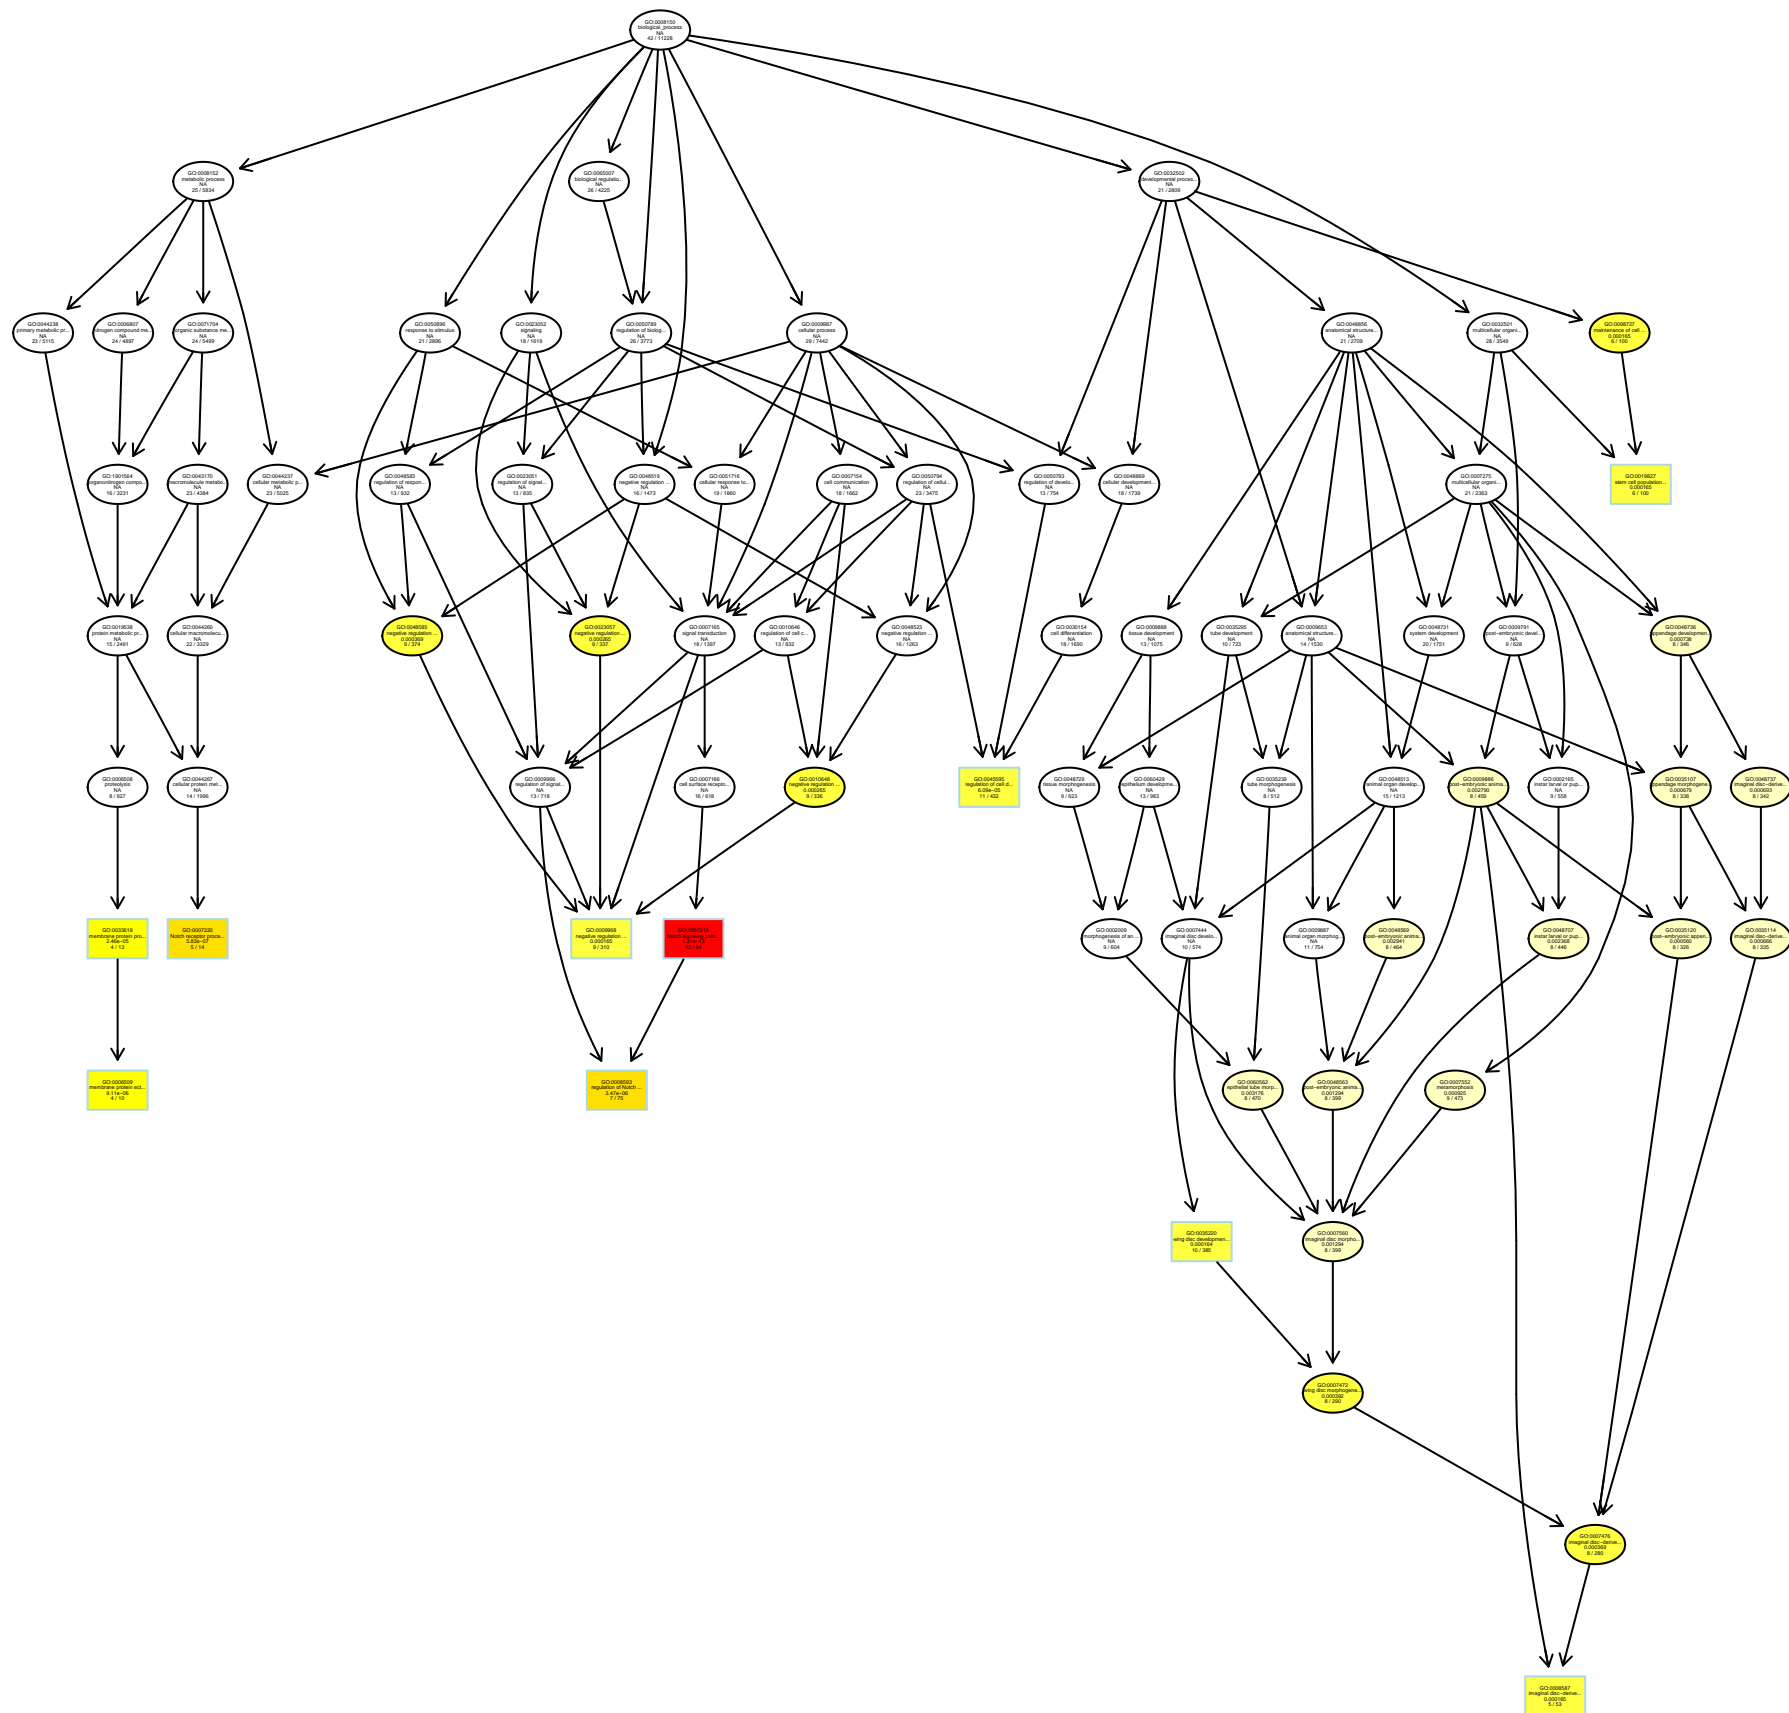 GO:0008150
biological_process
NA
42 / 11228
GO:0008152
metabolic process
NA
25 / 5834
GO:0065007
biological regulatio...
NA
26 / 4225
GO:0032502
developmental proces...
NA
21 / 2809
GO:0044238
primary metabolic pr...
NA
23 / 5115
GO:0006807
nitrogen compound me...
NA
24 / 4897
GO:0071704
organic substance me...
NA
24 / 5499
GO:0050896
response to stimulus
NA
21 / 2896
GO:0023052
signaling
NA
18 / 1619
GO:0050789
regulation of biolog...
NA
26 / 3773
GO:0009987
cellular process
NA
29 / 7442
GO:0048856
anatomical structure...
NA
21 / 2709
GO:0032501
multicellular organi...
NA
28 / 3549
GO:0098727
maintenance of cell ...
0.000165
6 / 100
GO:1901564
organonitrogen compo...
NA
16 / 3231
GO:0043170
macromolecule metabo...
NA
23 / 4384
GO:0044237
cellular metabolic p...
NA
23 / 5025
GO:0048583
regulation of respon...
NA
13 / 932
GO:0023051
regulation of signal...
NA
13 / 835
GO:0048519
negative regulation ...
NA
16 / 1473
GO:0051716
cellular response to...
NA
19 / 1860
GO:0007154
cell communication
NA
18 / 1662
GO:0050794
regulation of cellul...
NA
23 / 3475
GO:0050793
regulation of develo...
NA
13 / 754
GO:0048869
cellular development...
NA
18 / 1739
GO:0007275
multicellular organi...
NA
21 / 2363
GO:0019827
stem cell population...
0.000165
6 / 100
GO:0019538
protein metabolic pr...
NA
15 / 2491
GO:0044260
cellular macromolecu...
NA
22 / 3329
GO:0048585
negative regulation ...
0.000369
9 / 374
GO:0023057
negative regulation ...
0.000265
9 / 337
GO:0007165
signal transduction
NA
18 / 1397
GO:0010646
regulation of cell c...
NA
13 / 832
GO:0048523
negative regulation ...
NA
16 / 1263
GO:0030154
cell differentiation
NA
18 / 1690
GO:0009888
tissue development
NA
13 / 1075
GO:0035295
tube development
NA
10 / 723
GO:0009653
anatomical structure...
NA
14 / 1530
GO:0048731
system development
NA
20 / 1751
GO:0009791
post−embryonic devel...
NA
9 / 628
GO:0048736
appendage developmen...
0.000738
8 / 346
GO:0006508
proteolysis
NA
8 / 927
GO:0044267
cellular protein met...
NA
14 / 1996
GO:0009966
regulation of signal...
NA
13 / 718
GO:0007166
cell surface recepto...
NA
16 / 618
GO:0010648
negative regulation ...
0.000265
9 / 336
GO:0045595
regulation of cell d...
6.09e−05
11 / 432
GO:0048729
tissue morphogenesis
NA
9 / 623
GO:0060429
epithelium developme...
NA
13 / 983
GO:0035239
tube morphogenesis
NA
8 / 512
GO:0048513
animal organ develop...
NA
15 / 1213
GO:0009886
post−embryonic anima...
0.002780
8 / 459
GO:0002165
instar larval or pup...
NA
9 / 558
GO:0035107
appendage morphogene...
0.000679
8 / 338
GO:0048737
imaginal disc−derive...
0.000693
8 / 342
GO:0033619
membrane protein pro...
2.46e−05
4 / 13
GO:0007220
Notch receptor proce...
5.83e−07
5 / 14
GO:0009968
negative regulation ...
0.000165
9 / 310
GO:0007219
Notch signaling path...
12 / 94
GO:0002009
morphogenesis of an ...
NA
9 / 604
GO:0007444
imaginal disc develo...
NA
10 / 574
GO:0009887
animal organ morphog...
NA
11 / 754
GO:0048569
post−embryonic anima...
0.002941
8 / 464
GO:0048707
instar larval or pup...
0.002368
8 / 446
GO:0035120
post−embryonic appen...
0.000560
8 / 326
GO:0035114
imaginal disc−derive...
0.000666
8 / 335
GO:0006509
membrane protein ect...
9.11e−06
4 / 10
GO:0008593
regulation of Notch ...
3.47e−06
7 / 75
GO:0060562
epithelial tube morp...
0.003176
8 / 470
GO:0048563
post−embryonic anima...
0.001294
8 / 399
GO:0007552
metamorphosis
0.000925
9 / 473
GO:0035220
wing disc developmen...
0.000164
10 / 385
GO:0007560
imaginal disc morpho...
0.001294
8 / 399
GO:0007472
wing disc morphogene...
0.000392
8 / 290
GO:0007476
imaginal disc−derive...
0.000369
8 / 280
GO:0008587
imaginal disc−derive...
0.000165
5 / 53